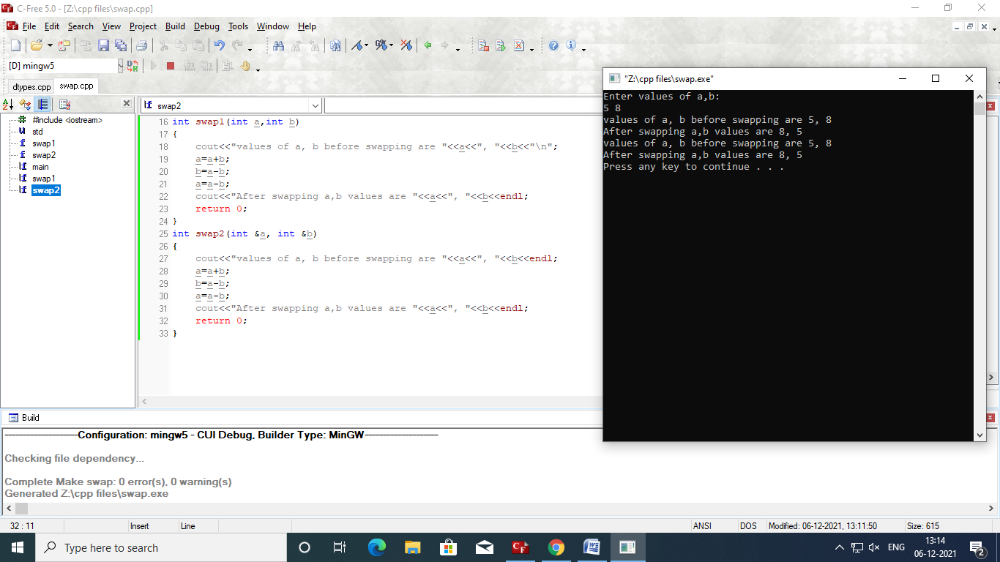 C-Free 5.0 - [Z:\cpp files\swap.cpp]
File Edit Search View Project Build Debug Tools Window Help
[D] mingw5
dtypes.cpp swap.cpp
swap2
#include <iostream>
std
swap1
swap2
main
swap1
swap2
16 int swap1(int a,int b)
17 {
18 cout<<"values of a, b before swapping are "<<a<<", "<<b<<"\n";
19 a=a+b;
20 b=a-b;
21 a=a-b;
22 cout<<"After swapping a,b values are "<<a<<", "<<b<<endl;
23 return 0;
24 }
25 int swap2(int &a, int &b)
26 {
27 cout<<"values of a, b before swapping are "<<a<<", "<<b<<endl;
28 a=a+b;
29 b=a-b;
30 a=a-b;
31 cout<<"After swapping a,b values are "<<a<<", "<<b<<endl;
32 return 0;
33 }
"Z:\cpp files\swap.exe"
Enter values of a,b:
5 8
values of a, b before swapping are 5, 8
After swapping a,b values are 8, 5
values of a, b before swapping are 5, 8
After swapping a,b values are 8, 5
Press any key to continue . . .
Build
--------------------Configuration: mingw5 - CUI Debug, Builder Type: MinGW--------------------
Checking file dependency...
Complete Make swap: 0 error(s), 0 warning(s)
Generated Z:\cpp files\swap.exe
32 : 11 Insert Line ANSI DOS Modified: 06-12-2021, 13:11:50 Size: 615
Type here to search
ENG
13:14
06-12-2021
2